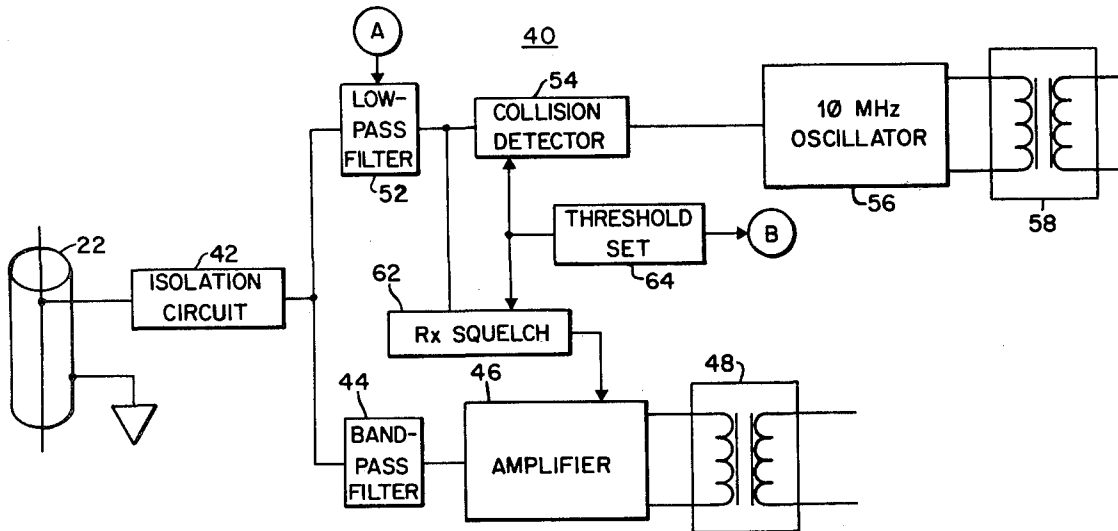 A
40
LOW-
PASS
FILTER
52
54
COLLISION
DETECTOR
10 MHz
OSCILLATOR
56
58
22
42
ISOLATION
CIRCUIT
THRESHOLD
SET
64
B
62
Rx SQUELCH
44
BAND-
PASS
FILTER
46
AMPLIFIER
48